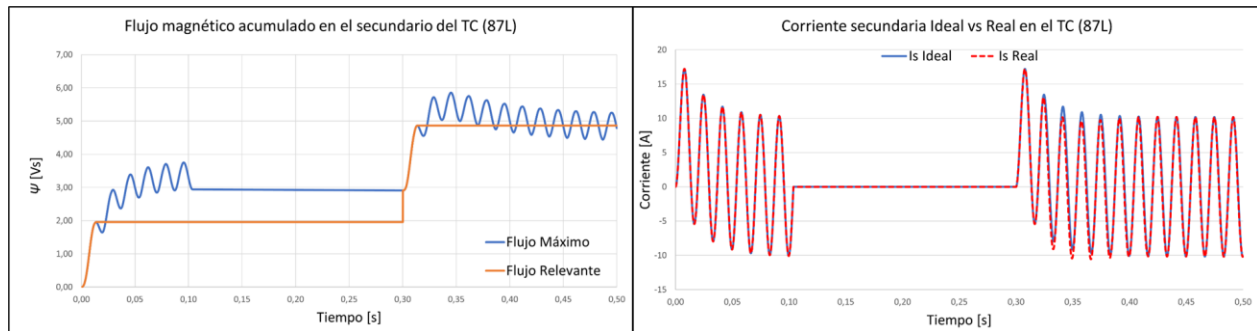 Flujo magnético acumulado en el secundario del TC (87L)
7,00
6,00
5,00
4,00
3,00
2,00
1,00
0,00
Ψ [Vs]
Flujo Máximo
Flujo Relevante
0,00 0,05 0,10 0,15 0,20 0,25 0,30 0,35 0,40 0,45 0,50
Tiempo [s]
Corriente secundaria Ideal vs Real en el TC (87L)
Is Ideal Is Real
20
15
10
5
0
-5
-10
-15
Corriente [A]
0,00 0,05 0,10 0,15 0,20 0,25 0,30 0,35 0,40 0,45 0,50
Tiempo [s]